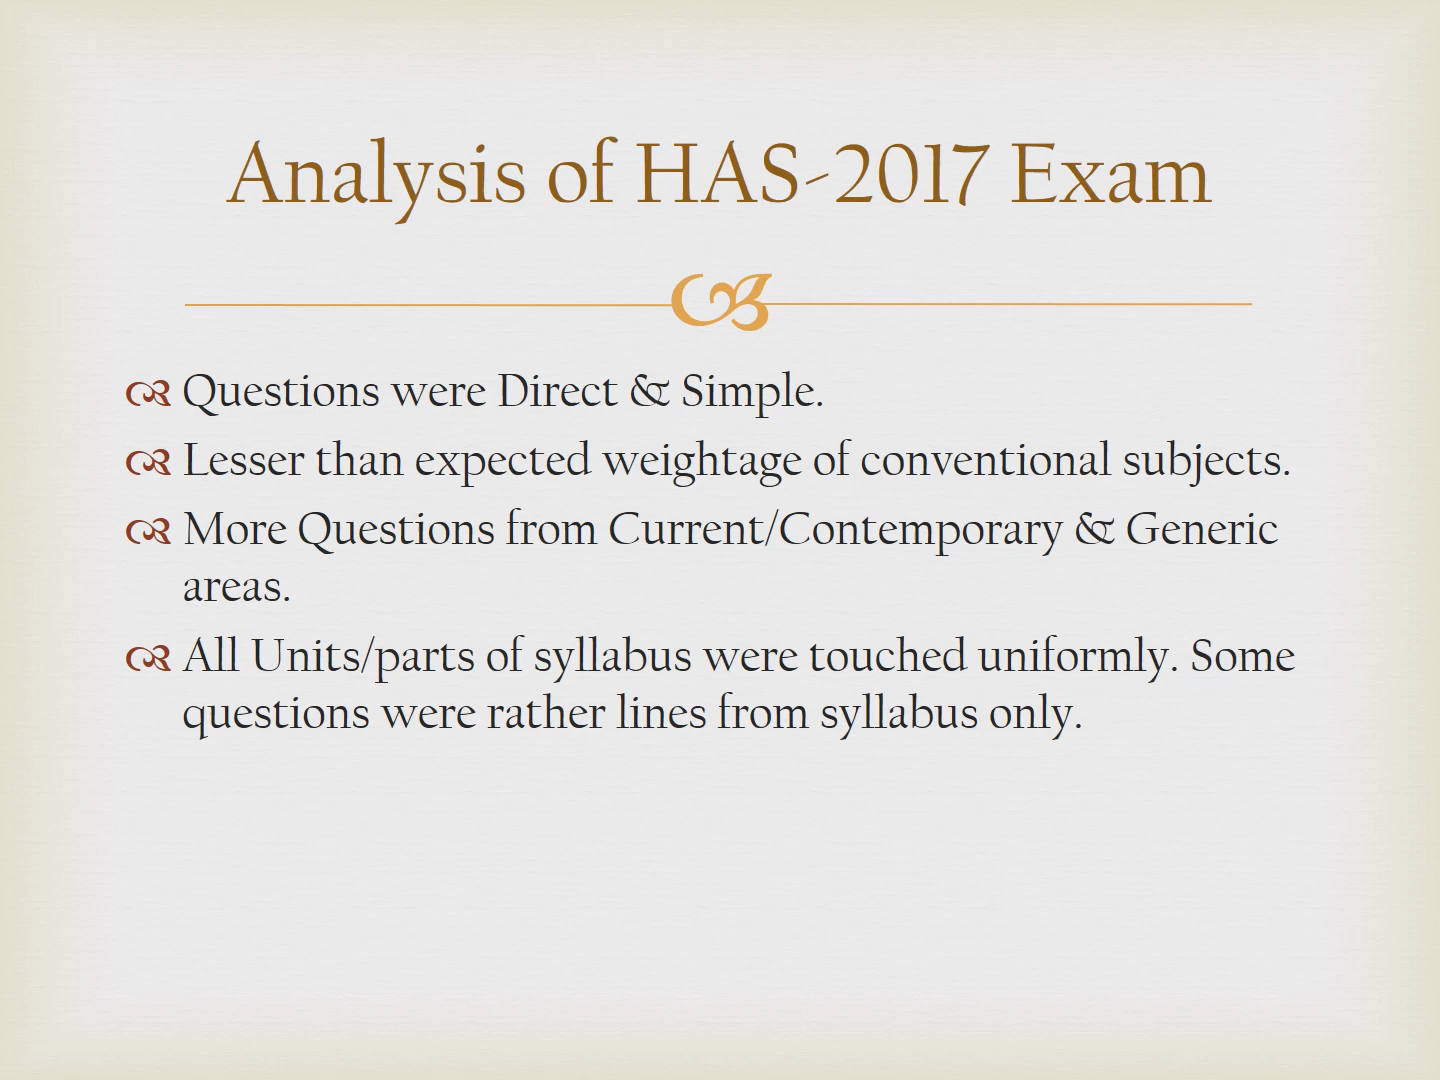 Analysis of HAS-2017 Exam
Questions were Direct & Simple.
Lesser than expected weightage of conventional subjects.
More Questions from Current/Contemporary & Generic
areas.
All Units/parts of syllabus were touched uniformly. Some
questions were rather lines from syllabus only.